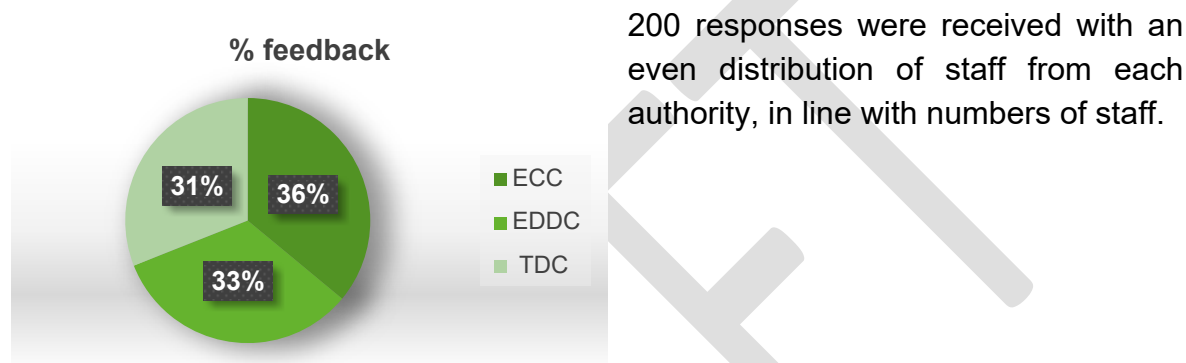 % feedback
31%
36%
33%
ECC
EDDC
TDC
200 responses were received with an
even distribution of staff from each
authority, in line with numbers of staff.